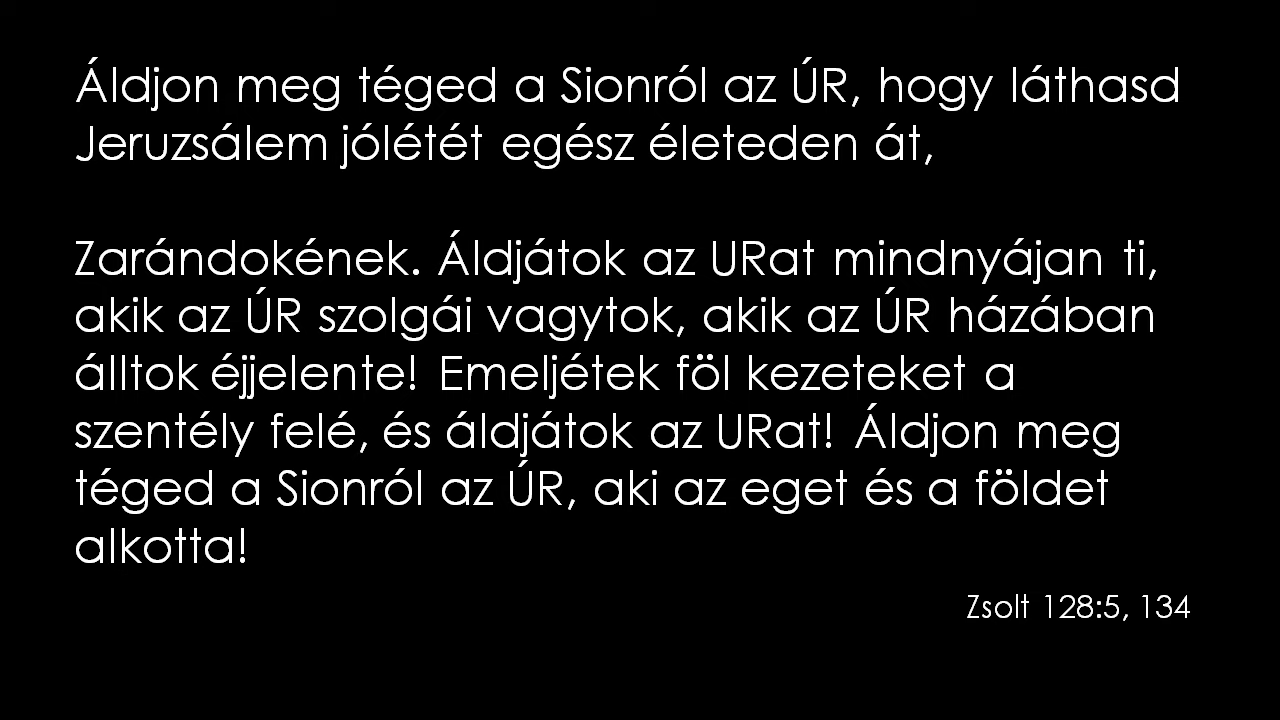 Áldjon meg téged a Sionról az ÚR, hogy láthasd
Jeruzsálem jólétét egész életeden át,
Zarándokének. Áldjátok az URat mindnyájan ti,
akik az ÚR szolgái vagytok, akik az ÚR házában
álltok éjjelente! Emeljétek föl kezeteket a
szentély felé, és áldjátok az URat! Áldjon meg
téged a Sionról az ÚR, aki az eget és a földet
alkotta!
Zsolt 128:5, 134